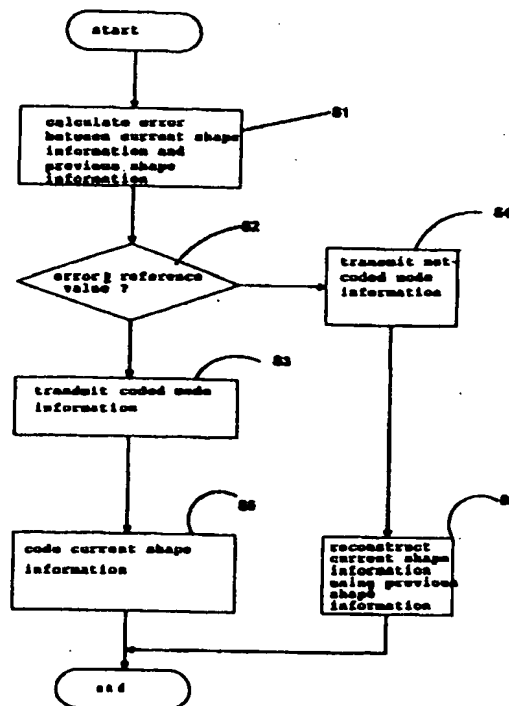 start
calculate error
between current shape
information and
previous shape
information
S1
S2
error reference
value ?
transmit not-
coded mode
information
S3
transmit coded mode
information
S5
code current shape
information
reconstruct
current shape
information
using previous
shape
information
end